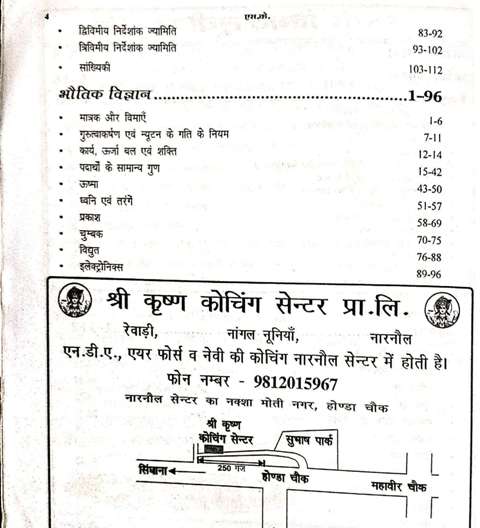 4 एस.वी.
• द्विविमीय निर्देशांक ज्यामिति 83-92
• त्रिविमीय निर्देशांक ज्यामिति 93-102
• सांख्यिकी 103-112
भौतिक विज्ञान 1-96
• मात्रक और विमाएँ 1-6
• गुरुत्वाकर्षण एवं न्यूटन के गति के नियम 7-11
• कार्य, ऊर्जा बल एवं शक्ति 12-14
• पदार्थो के सामान्य गुण 15-42
• ऊष्मा 43-50
• ध्वनि एवं तरंगें 51-57
• प्रकाश 58-69
• चुम्बक 70-75
• विद्युत 76-88
• इलेक्ट्रोनिक्स 89-96
श्री कृष्ण कोचिंग सेन्टर प्रा.लि.
रेवाड़ी, नांगल नूनियाँ, नारनौल
एन.डी.ए., एयर फोर्स व नेवी की कोचिंग नारनौल सेन्टर में होती है।
फोन नम्बर - 9812015967
नारनौल सेन्टर का नक्शा मोती नगर, होण्डा चौक
श्री कृष्ण
कोचिंग सेन्टर सुभाष पार्क
सिंघाना 250 गज होण्डा चौक महावीर चौक